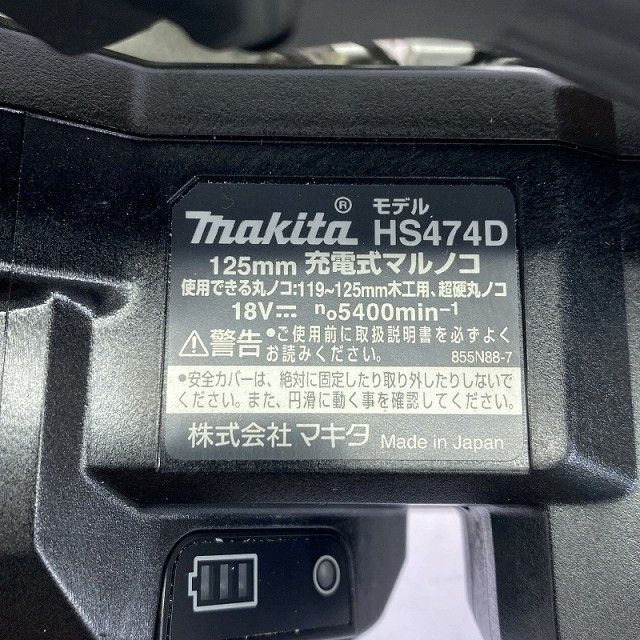 makita® モデル HS474D
125mm 充電式マルノコ
使用できる丸ノコ:119~125mm木工用、超硬丸ノコ
18V⎓ n₀5400min⁻¹
⚠警告 •ご使用前に取扱説明書を必ずよく
お読みください。 855N88-7
•安全カバーは、絶対に固定したり取り外したりしないで
ください。また、円滑に動く事を確認してください。
株式会社 マキタ Made in Japan